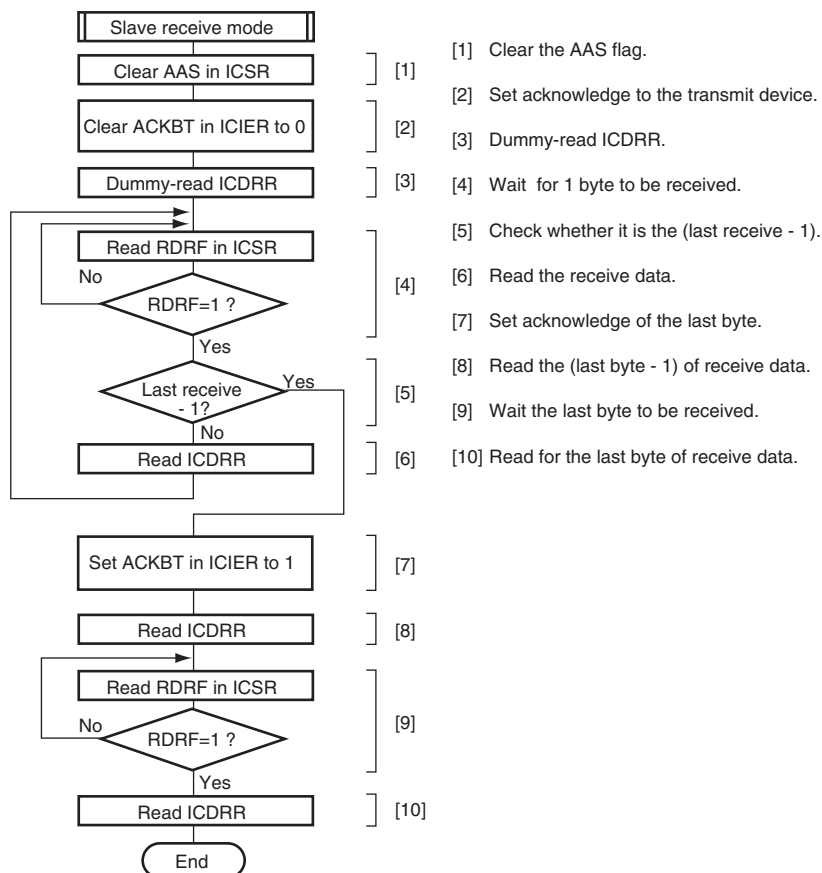 Slave receive mode
Clear AAS in ICSR
[1]
Clear ACKBT in ICIER to 0
[2]
Dummy-read ICDRR
[3]
Read RDRF in ICSR
No
RDRF=1 ?
[4]
Yes
Last receive
- 1?
Yes
[5]
No
Read ICDRR
[6]
Set ACKBT in ICIER to 1
[7]
Read ICDRR
[8]
Read RDRF in ICSR
No
RDRF=1 ?
[9]
Yes
Read ICDRR
[10]
End
[1] Clear the AAS flag.
[2] Set acknowledge to the transmit device.
[3] Dummy-read ICDRR.
[4] Wait for 1 byte to be received.
[5] Check whether it is the (last receive - 1).
[6] Read the receive data.
[7] Set acknowledge of the last byte.
[8] Read the (last byte - 1) of receive data.
[9] Wait the last byte to be received.
[10] Read for the last byte of receive data.